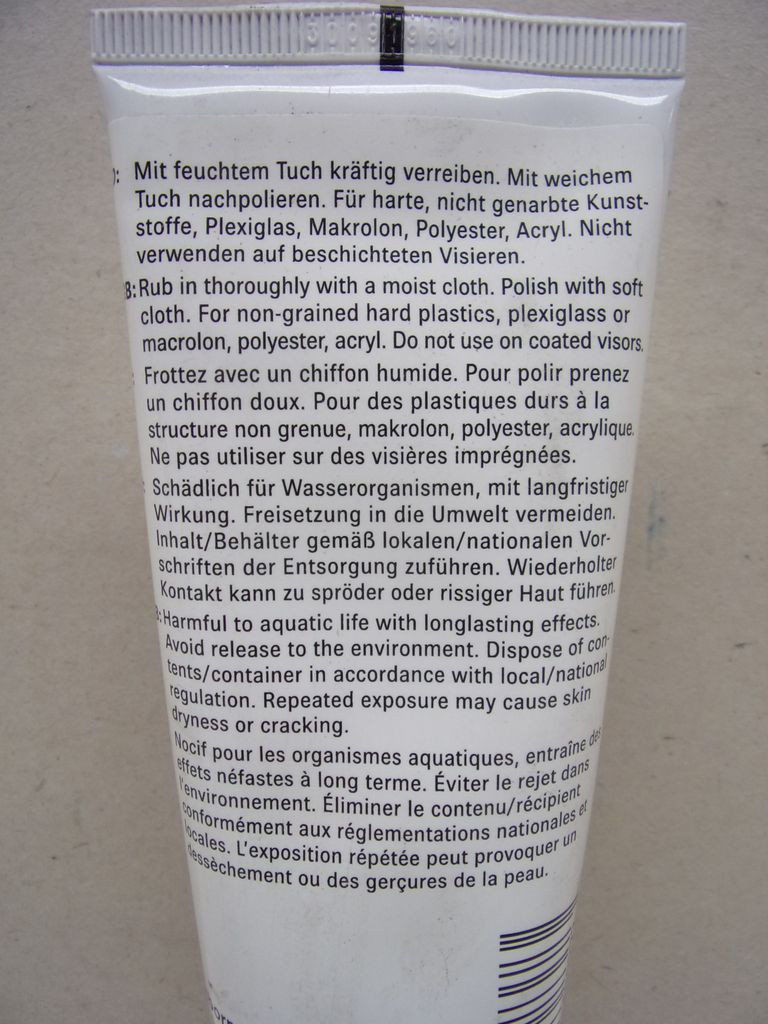 Mit feuchtem Tuch kräftig verreiben. Mit weichem
Tuch nachpolieren. Für harte, nicht genarbte Kunst-
stoffe, Plexiglas, Makrolon, Polyester, Acryl. Nicht
verwenden auf beschichteten Visieren.
B: Rub in thoroughly with a moist cloth. Polish with soft
cloth. For non-grained hard plastics, plexiglass or
macrolon, polyester, acryl. Do not use on coated visors.
Frottez avec un chiffon humide. Pour polir prenez
un chiffon doux. Pour des plastiques durs à la
structure non grenue, makrolon, polyester, acrylique.
Ne pas utiliser sur des visières imprégnées.
Schädlich für Wasserorganismen, mit langfristiger
Wirkung. Freisetzung in die Umwelt vermeiden.
Inhalt/Behälter gemäß lokalen/nationalen Vor-
schriften der Entsorgung zuführen. Wiederholter
Kontakt kann zu spröder oder rissiger Haut führen.
B: Harmful to aquatic life with longlasting effects.
Avoid release to the environment. Dispose of con-
tents/container in accordance with local/national
regulation. Repeated exposure may cause skin
dryness or cracking.
Nocif pour les organismes aquatiques, entraîne des
effets néfastes à long terme. Éviter le rejet dans
l'environnement. Éliminer le contenu/récipient
conformément aux réglementations nationales et
locales. L'exposition répétée peut provoquer un
dessèchement ou des gerçures de la peau.